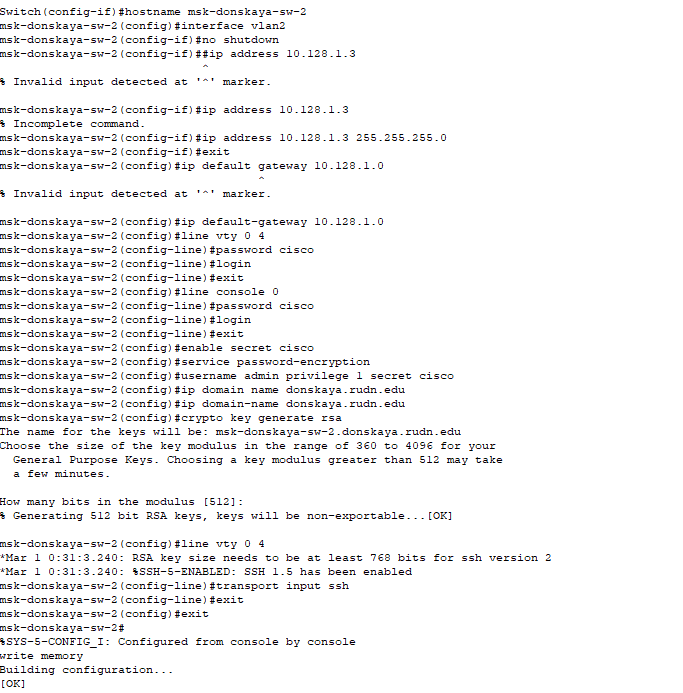 Switch(config-if)#hostname msk-donskaya-sw-2
msk-donskaya-sw-2(config)#interface vlan2
msk-donskaya-sw-2(config-if)#no shutdown
msk-donskaya-sw-2(config-if)##ip address 10.128.1.3
^
% Invalid input detected at '^' marker.

msk-donskaya-sw-2(config-if)#ip address 10.128.1.3
% Incomplete command.
msk-donskaya-sw-2(config-if)#ip address 10.128.1.3 255.255.255.0
msk-donskaya-sw-2(config-if)#exit
msk-donskaya-sw-2(config)#ip default gateway 10.128.1.0
^
% Invalid input detected at '^' marker.

msk-donskaya-sw-2(config)#ip default-gateway 10.128.1.0
msk-donskaya-sw-2(config)#line vty 0 4
msk-donskaya-sw-2(config-line)#password cisco
msk-donskaya-sw-2(config-line)#login
msk-donskaya-sw-2(config-line)#exit
msk-donskaya-sw-2(config)#line console 0
msk-donskaya-sw-2(config-line)#password cisco
msk-donskaya-sw-2(config-line)#login
msk-donskaya-sw-2(config-line)#exit
msk-donskaya-sw-2(config)#enable secret cisco
msk-donskaya-sw-2(config)#service password-encryption
msk-donskaya-sw-2(config)#username admin privilege 1 secret cisco
msk-donskaya-sw-2(config)#ip domain name donskaya.rudn.edu
msk-donskaya-sw-2(config)#ip domain-name donskaya.rudn.edu
msk-donskaya-sw-2(config)#crypto key generate rsa
The name for the keys will be: msk-donskaya-sw-2.donskaya.rudn.edu
Choose the size of the key modulus in the range of 360 to 4096 for your
General Purpose Keys. Choosing a key modulus greater than 512 may take
a few minutes.

How many bits in the modulus [512]:
% Generating 512 bit RSA keys, keys will be non-exportable...[OK]

msk-donskaya-sw-2(config)#line vty 0 4
*Mar 1 0:31:3.240: RSA key size needs to be at least 768 bits for ssh version 2
*Mar 1 0:31:3.240: %SSH-5-ENABLED: SSH 1.5 has been enabled
msk-donskaya-sw-2(config-line)#transport input ssh
msk-donskaya-sw-2(config-line)#exit
msk-donskaya-sw-2(config)#exit
msk-donskaya-sw-2#
%SYS-5-CONFIG_I: Configured from console by console
write memory
Building configuration...
[OK]